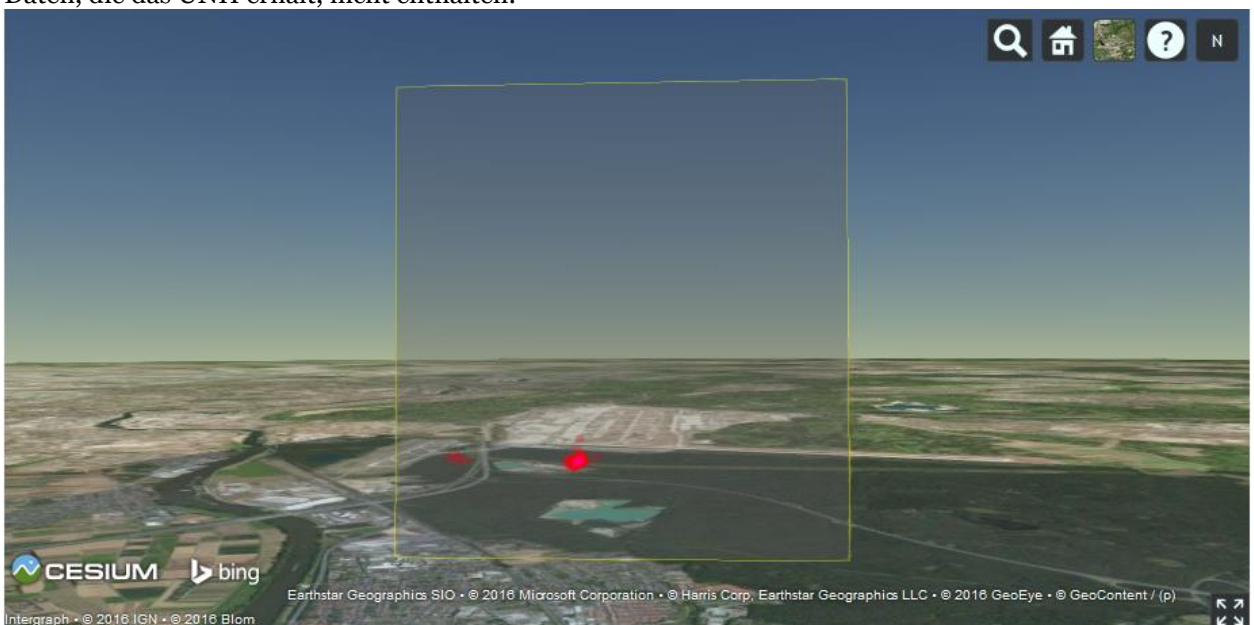 Daten, die das UNH erhält, nicht enthalten.
N
CESIUM bing
Earthstar Geographics SIO • © 2016 Microsoft Corporation • © Harris Corp, Earthstar Geographics LLC • © 2016 GeoEye • © GeoContent / (p)
Intergraph • © 2016 IGN • © 2016 Blom